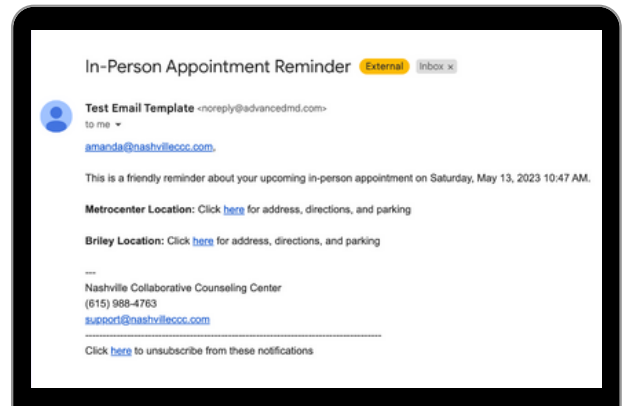 In-Person Appointment Reminder External Inbox x
Test Email Template <noreply@advancedmd.com>
to me
amanda@nashvilleccc.com,
This is a friendly reminder about your upcoming in-person appointment on Saturday, May 13, 2023 10:47 AM.
Metrocenter Location: Click here for address, directions, and parking
Briley Location: Click here for address, directions, and parking
---
Nashville Collaborative Counseling Center
(615) 988-4763
support@nashvilleccc.com
--------------------------------------------------------------------------------
Click here to unsubscribe from these notifications